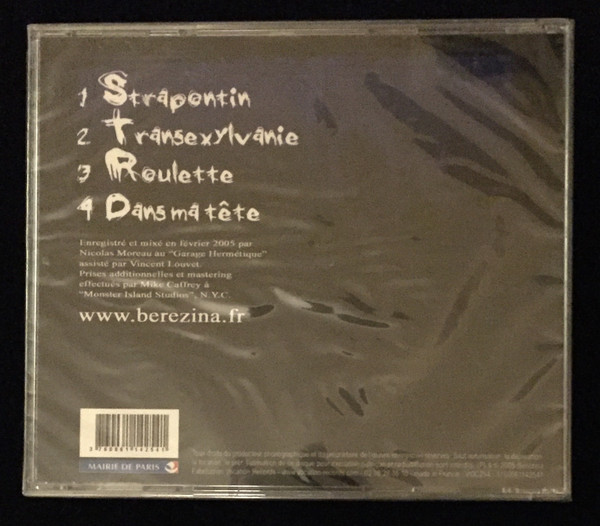 1 Strapontin
2 Transexylvanie
3 Roulette
4 Dans ma tête
Enregistré et mixé en février 2005 par
Nicolas Moreau au "Garage Hermétique"
assisté par Vincent Louvet.
Prises additionnelles et mastering
effectués par Mike Caffrey à
"Monster Island Studios", N.Y.C.
www.berezina.fr
MAIRIE DE PARIS